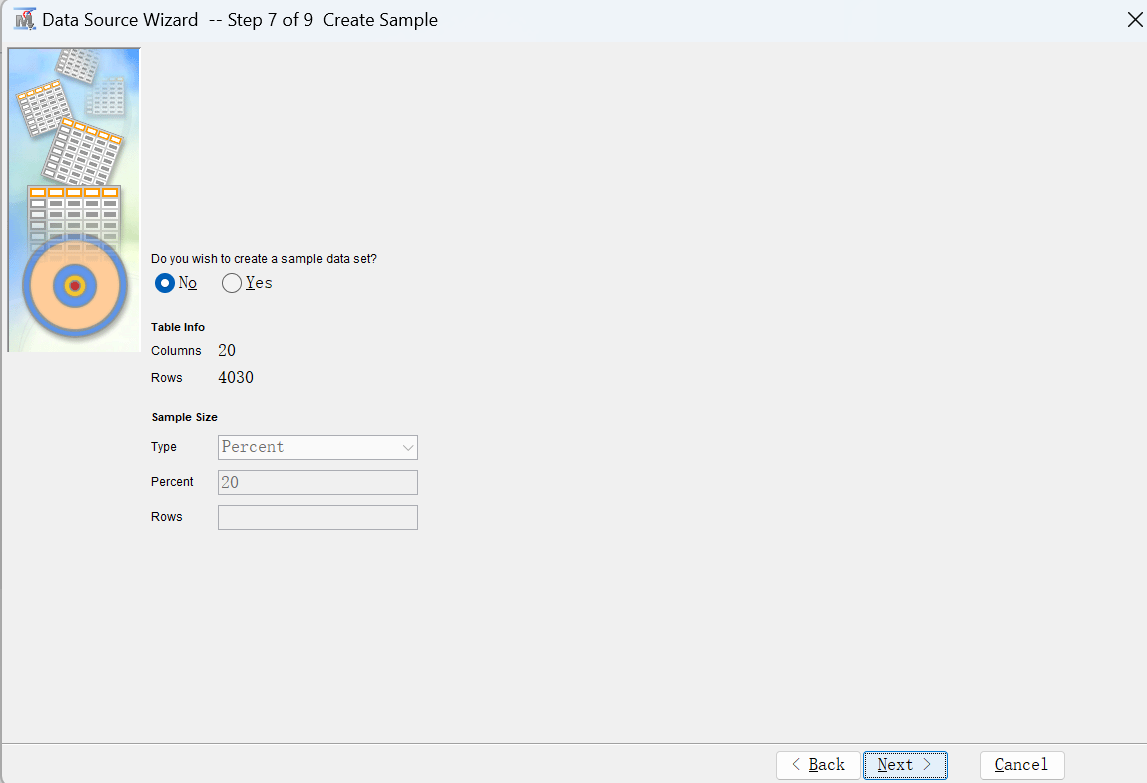 Data Source Wizard -- Step 7 of 9 Create Sample
Do you wish to create a sample data set?
No Yes
Table Info
Columns 20
Rows 4030
Sample Size
Type Percent
Percent 20
Rows
< Back Next > Cancel